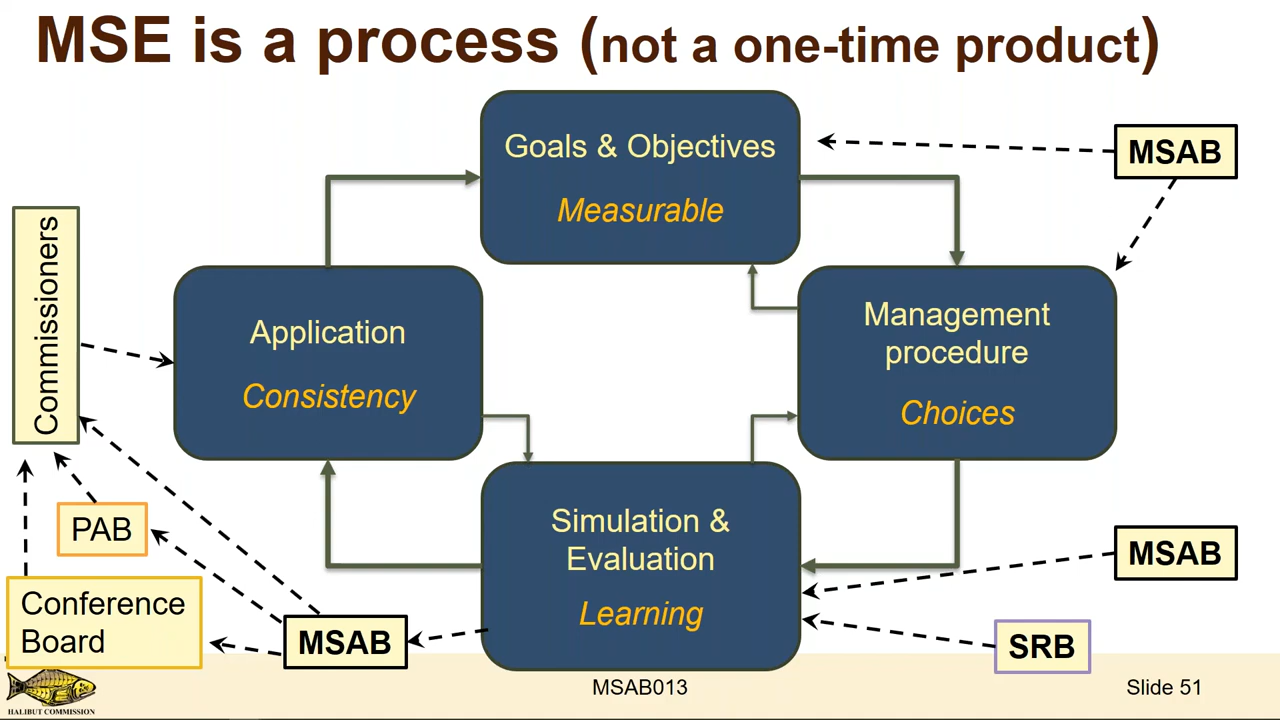 MSE is a process (not a one-time product)
Goals & Objectives
Measurable
MSAB
Commissioners
Application
Consistency
Management
procedure
Choices
Simulation &
Evaluation
Learning
MSAB
PAB
Conference
Board
MSAB
SRB
HALIBUT COMMISSION
MSAB013
Slide 51